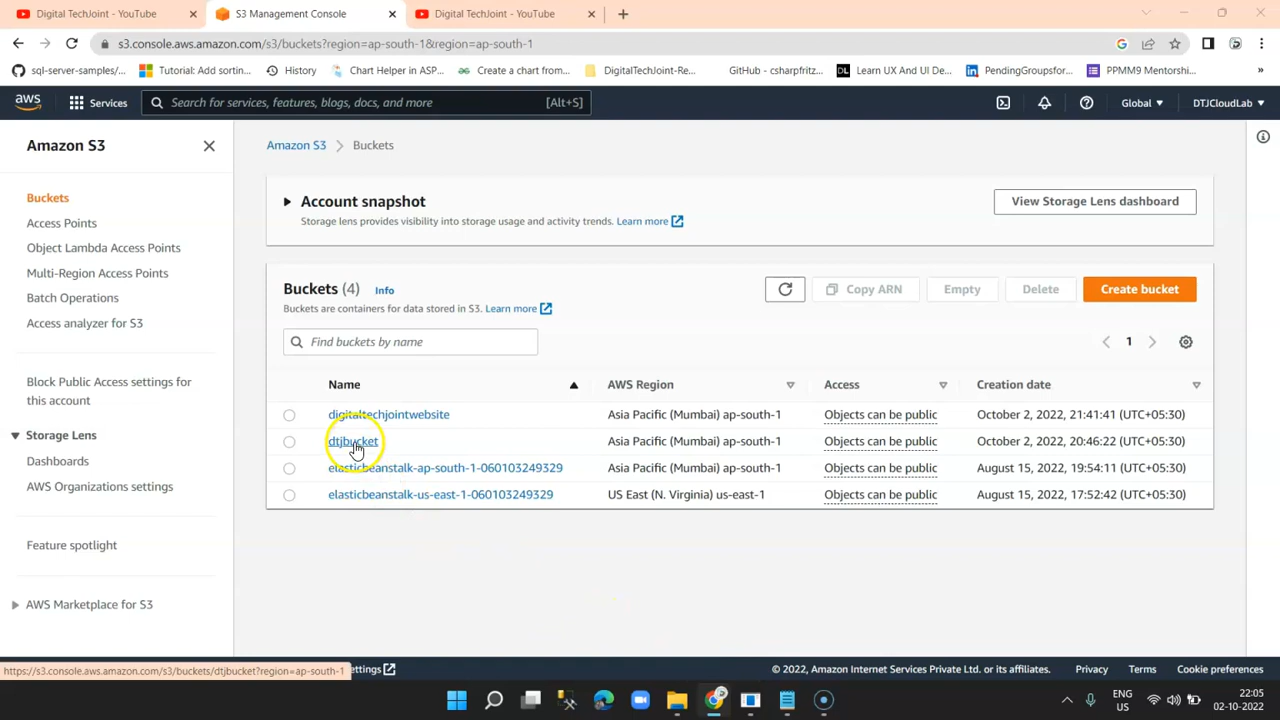 Digital TechJoint - YouTube
S3 Management Console
Digital TechJoint - YouTube
s3.console.aws.amazon.com/s3/buckets?region=ap-south-1&region=ap-south-1
sql-server-samples/...
Tutorial: Add sortin...
History
Chart Helper in ASP...
Create a chart from...
DigitalTechJoint-Re...
GitHub - csharpfritz...
DL
Learn UX And UI De...
PendingGroupsfor...
PPMM9 Mentorshi...
»
aws
Services
Search for services, features, blogs, docs, and more
[Alt+S]
Global
DTJCloudLab
Amazon S3
Buckets
Access Points
Object Lambda Access Points
Multi-Region Access Points
Batch Operations
Access analyzer for S3
Block Public Access settings for
this account
Storage Lens
Dashboards
AWS Organizations settings
Feature spotlight
AWS Marketplace for S3
Amazon S3 > Buckets
Account snapshot
Storage lens provides visibility into storage usage and activity trends. Learn more
View Storage Lens dashboard
Buckets (4) Info
Buckets are containers for data stored in S3. Learn more
Copy ARN
Empty
Delete
Create bucket
Find buckets by name
1
Name AWS Region Access Creation date
digitaltechjointwebsite Asia Pacific (Mumbai) ap-south-1 Objects can be public October 2, 2022, 21:41:41 (UTC+05:30)
dtjbucket Asia Pacific (Mumbai) ap-south-1 Objects can be public October 2, 2022, 20:46:22 (UTC+05:30)
elasticbeanstalk-ap-south-1-060103249329 Asia Pacific (Mumbai) ap-south-1 Objects can be public August 15, 2022, 19:54:11 (UTC+05:30)
elasticbeanstalk-us-east-1-060103249329 US East (N. Virginia) us-east-1 Objects can be public August 15, 2022, 17:52:42 (UTC+05:30)
https://s3.console.aws.amazon.com/s3/buckets/dtjbucket?region=ap-south-1
© 2022, Amazon Internet Services Private Ltd. or its affiliates.
Privacy
Terms
Cookie preferences
ENG
US
22:05
02-10-2022